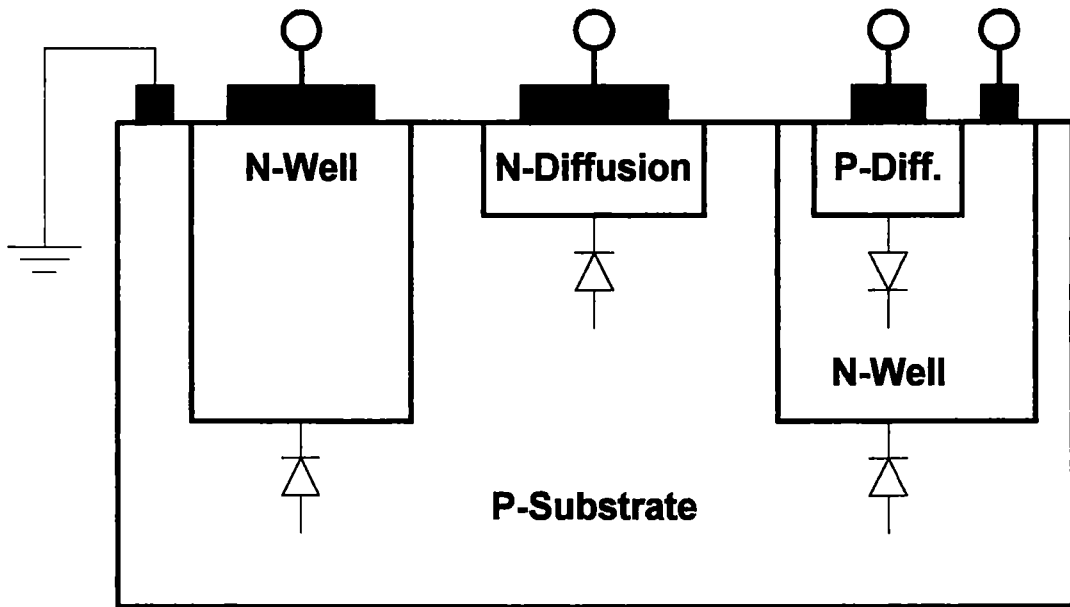 N-Well
N-Diffusion
P-Diff.
N-Well
P-Substrate